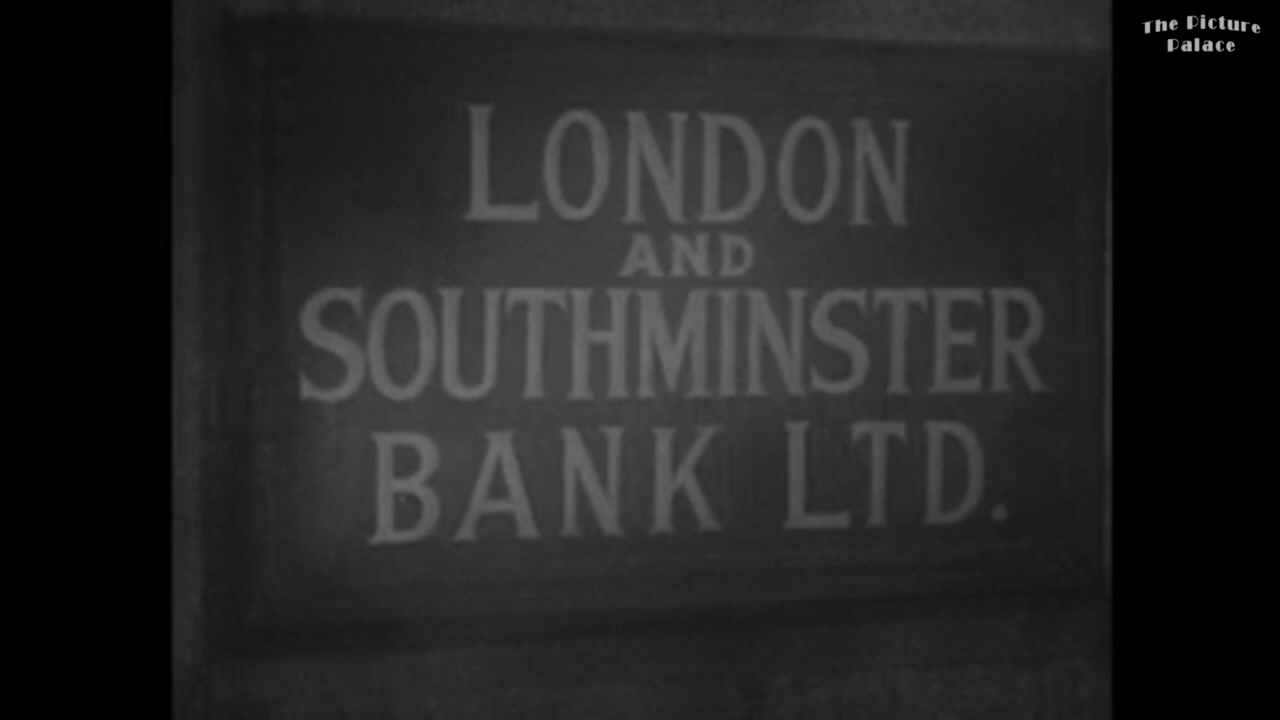 The Picture
Palace
LONDON
AND
SOUTHMINSTER
BANK LTD.